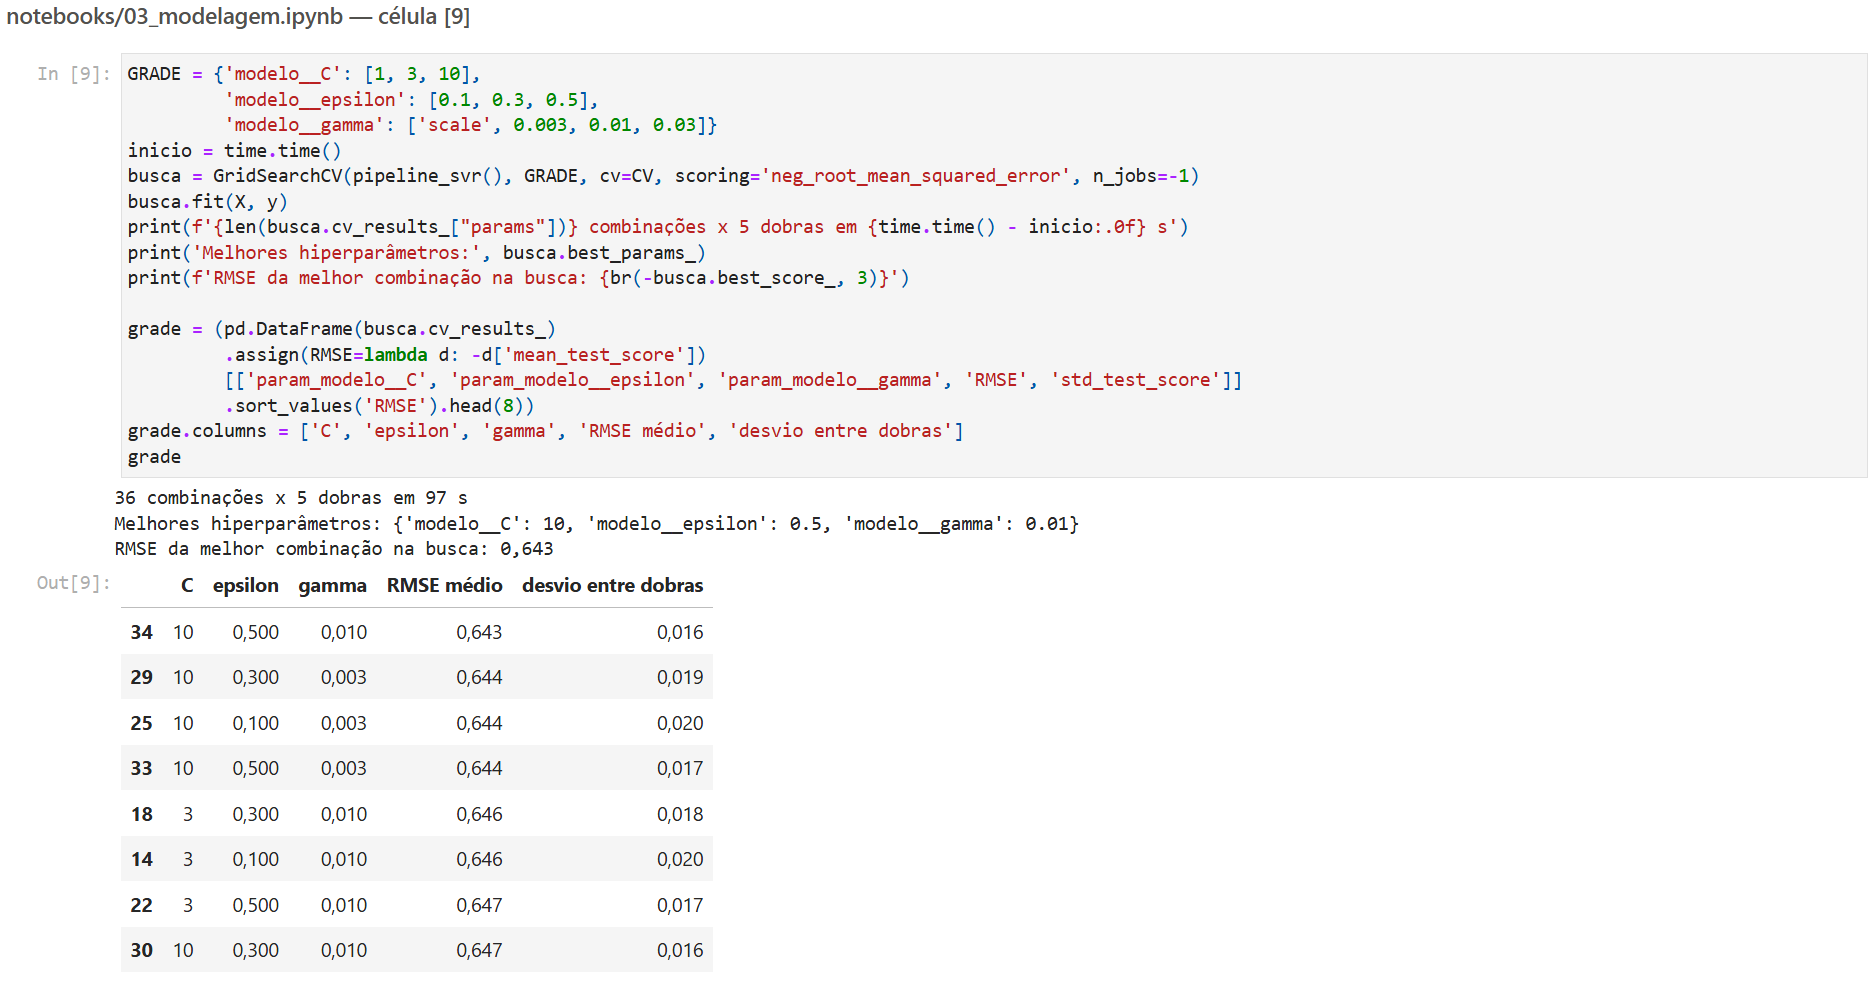 notebooks/03_modelagem.ipynb — célula [9]
In [9]:
GRADE = {'modelo__C': [1, 3, 10],
         'modelo__epsilon': [0.1, 0.3, 0.5],
         'modelo__gamma': ['scale', 0.003, 0.01, 0.03]}
inicio = time.time()
busca = GridSearchCV(pipeline_svr(), GRADE, cv=CV, scoring='neg_root_mean_squared_error', n_jobs=-1)
busca.fit(X, y)
print(f'{len(busca.cv_results_["params"])} combinações x 5 dobras em {time.time() - inicio:.0f} s')
print('Melhores hiperparâmetros:', busca.best_params_)
print(f'RMSE da melhor combinação na busca: {br(-busca.best_score_, 3)}')

grade = (pd.DataFrame(busca.cv_results_)
         .assign(RMSE=lambda d: -d['mean_test_score'])
         [['param_modelo__C', 'param_modelo__epsilon', 'param_modelo__gamma', 'RMSE', 'std_test_score']]
         .sort_values('RMSE').head(8))
grade.columns = ['C', 'epsilon', 'gamma', 'RMSE médio', 'desvio entre dobras']
grade
36 combinações x 5 dobras em 97 s
Melhores hiperparâmetros: {'modelo__C': 10, 'modelo__epsilon': 0.5, 'modelo__gamma': 0.01}
RMSE da melhor combinação na busca: 0,643
Out[9]:
C epsilon gamma RMSE médio desvio entre dobras
34 10 0,500 0,010 0,643 0,016
29 10 0,300 0,003 0,644 0,019
25 10 0,100 0,003 0,644 0,020
33 10 0,500 0,003 0,644 0,017
18 3 0,300 0,010 0,646 0,018
14 3 0,100 0,010 0,646 0,020
22 3 0,500 0,010 0,647 0,017
30 10 0,300 0,010 0,647 0,016